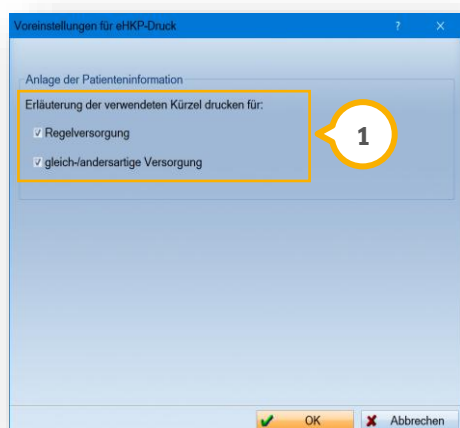 Voreinstellungen für eHKP-Druck ? ×
Anlage der Patienteninformation
Erläuterung der verwendeten Kürzel drucken für:
Regelversorgung
gleich-/andersartige Versorgung
1
OK
Abbrechen